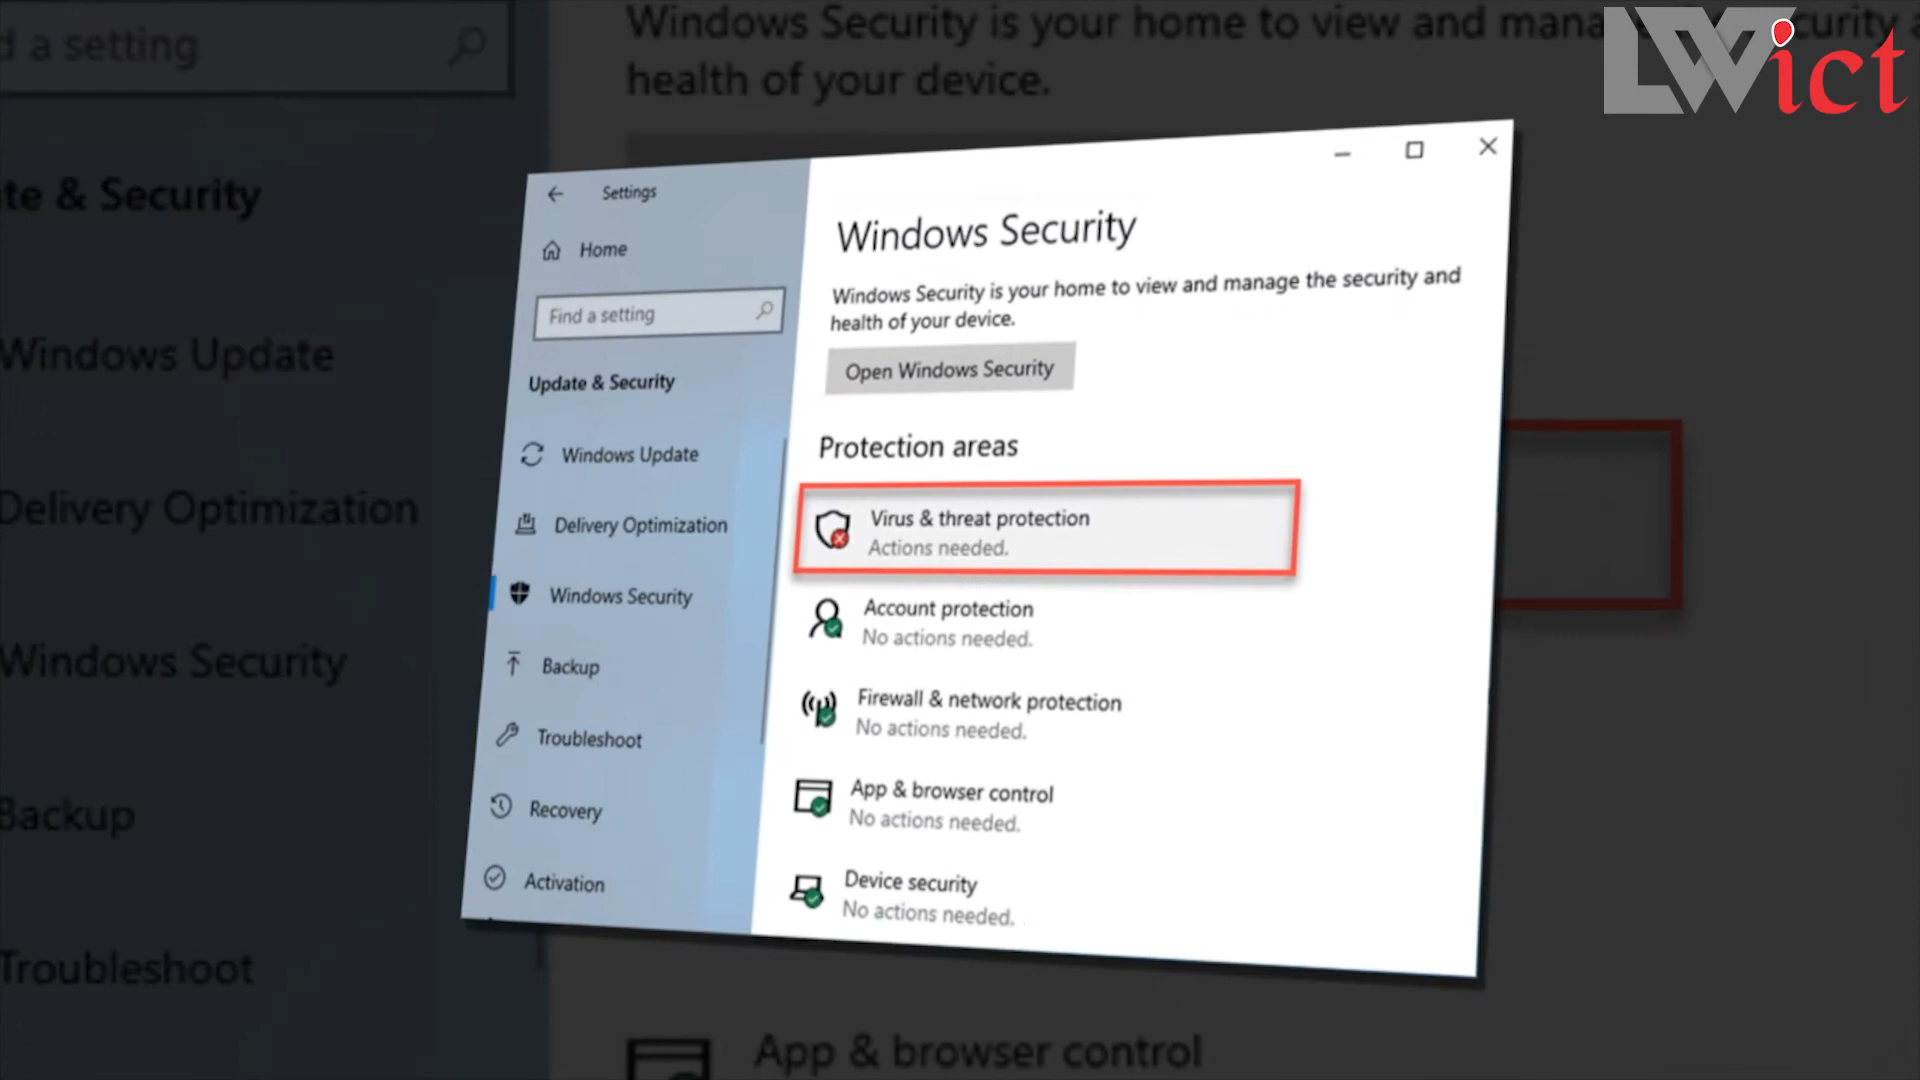 d a setting
Windows Security is your home to view and mana
curity
health of your device.
LWict
te & Security
Windows Update
Delivery Optimization
Windows Security
Backup
Troubleshoot
App & browser control
Settings
Home
Find a setting
Update & Security
Windows Update
Delivery Optimization
Windows Security
Backup
Troubleshoot
Recovery
Activation
Windows Security
Windows Security is your home to view and manage the security and
health of your device.
Open Windows Security
Protection areas
Virus & threat protection
Actions needed.
Account protection
No actions needed.
Firewall & network protection
No actions needed.
App & browser control
No actions needed.
Device security
No actions needed.